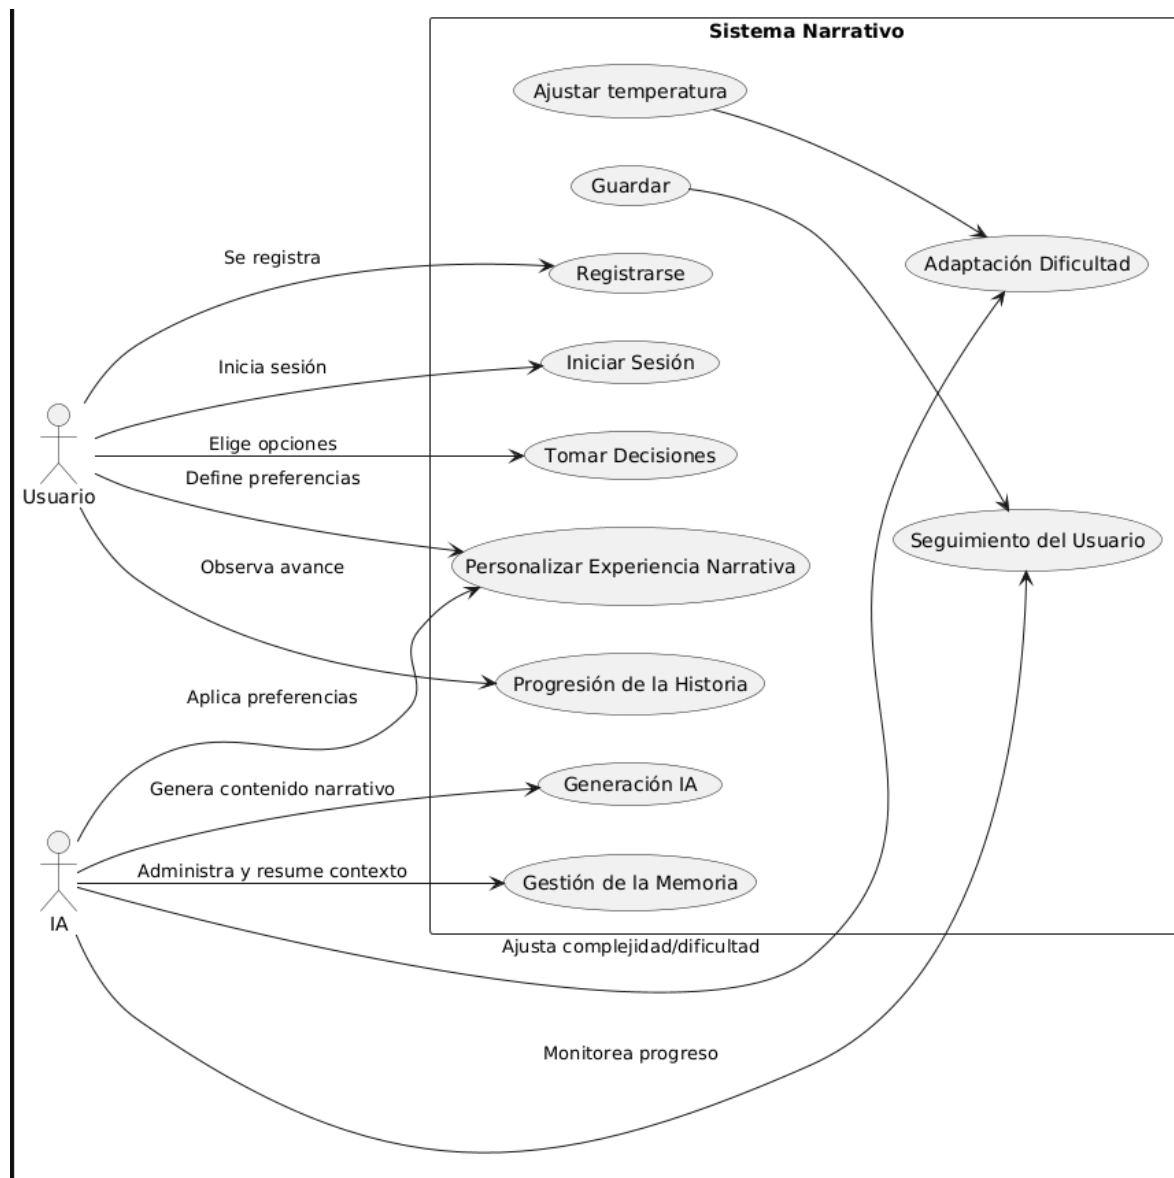 Sistema Narrativo
Ajustar temperatura
Guardar
Se registra
Registrarse
Adaptación Dificultad
Inicia sesión
Iniciar Sesión
Elige opciones
Tomar Decisiones
Define preferencias
Usuario
Seguimiento del Usuario
Observa avance
Personalizar Experiencia Narrativa
Aplica preferencias
Progresión de la Historia
Genera contenido narrativo
Generación IA
Administra y resume contexto
Gestión de la Memoria
IA
Ajusta complejidad/dificultad
Monitorea progreso